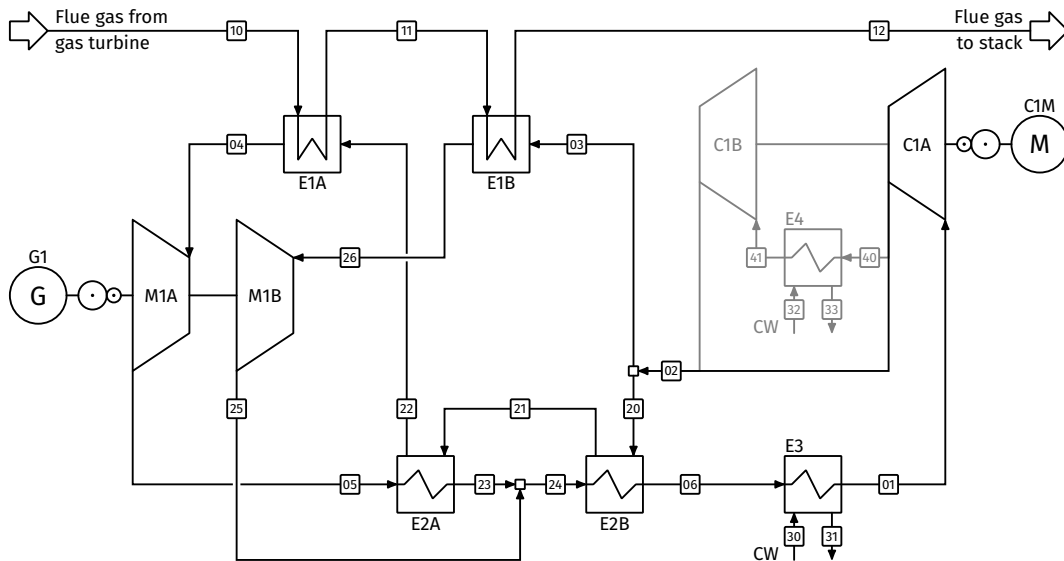 Flue gas from
gas turbine
10
11
12
Flue gas
to stack
04
E1A
E1B
03
C1B
C1A
C1M
M
G1
G
M1A
M1B
26
E4
41
40
32
33
CW
02
25
22
21
20
05
E2A
23
24
E2B
06
E3
01
30
31
CW